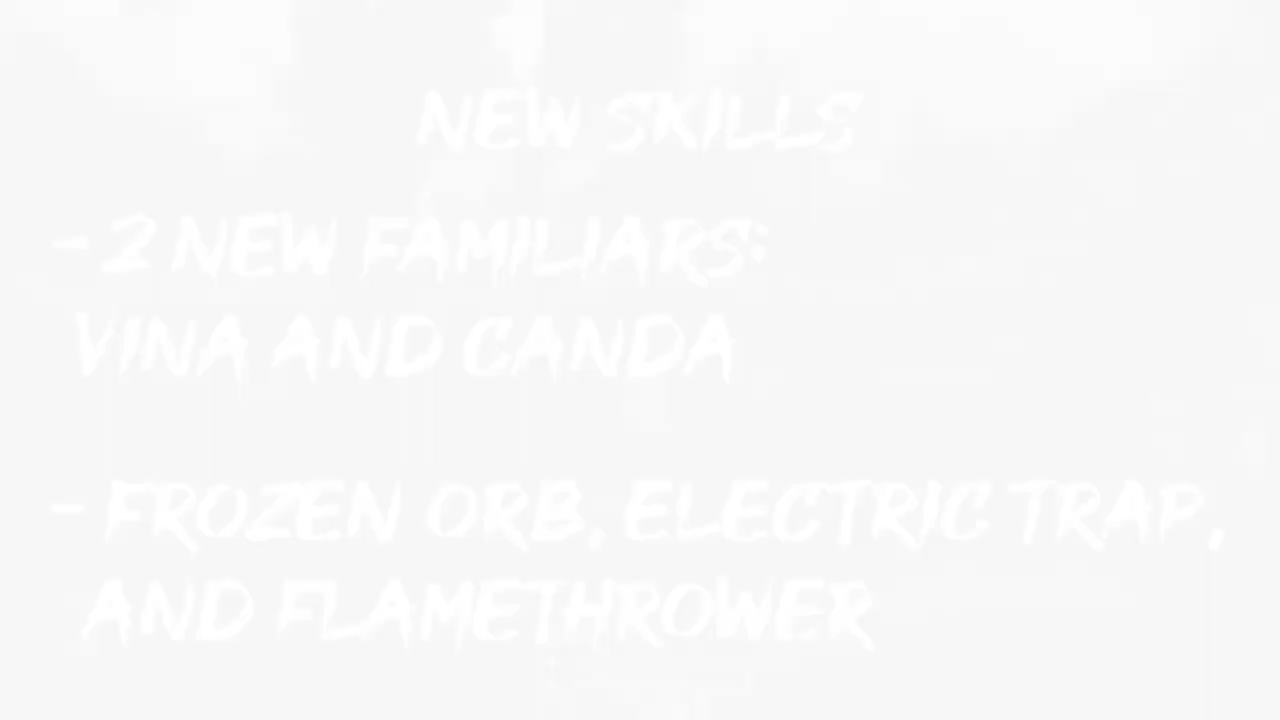 NEW SKILLS
- 2 NEW FAMILIARS:
VINA AND CANDA
- FROZEN ORB, ELECTRIC TRAP,
AND FLAMETHROWER